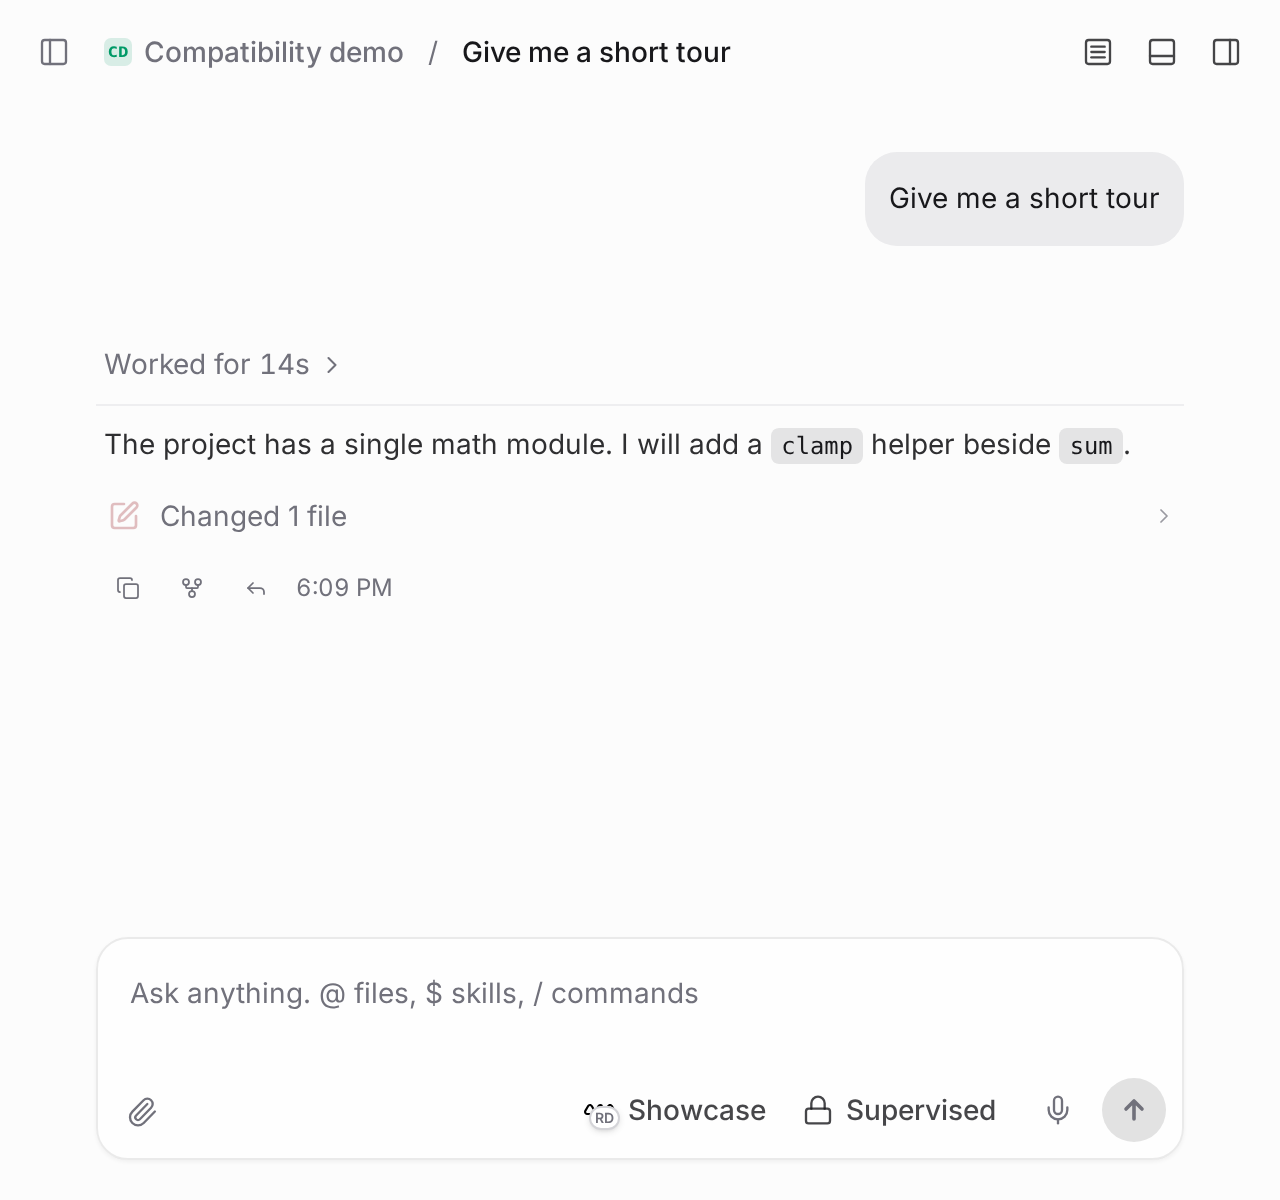 CD Compatibility demo / Give me a short tour
Give me a short tour
Worked for 14s
The project has a single math module. I will add a clamp helper beside sum.
Changed 1 file
6:09 PM
Ask anything. @ files, $ skills, / commands
RD Showcase Supervised